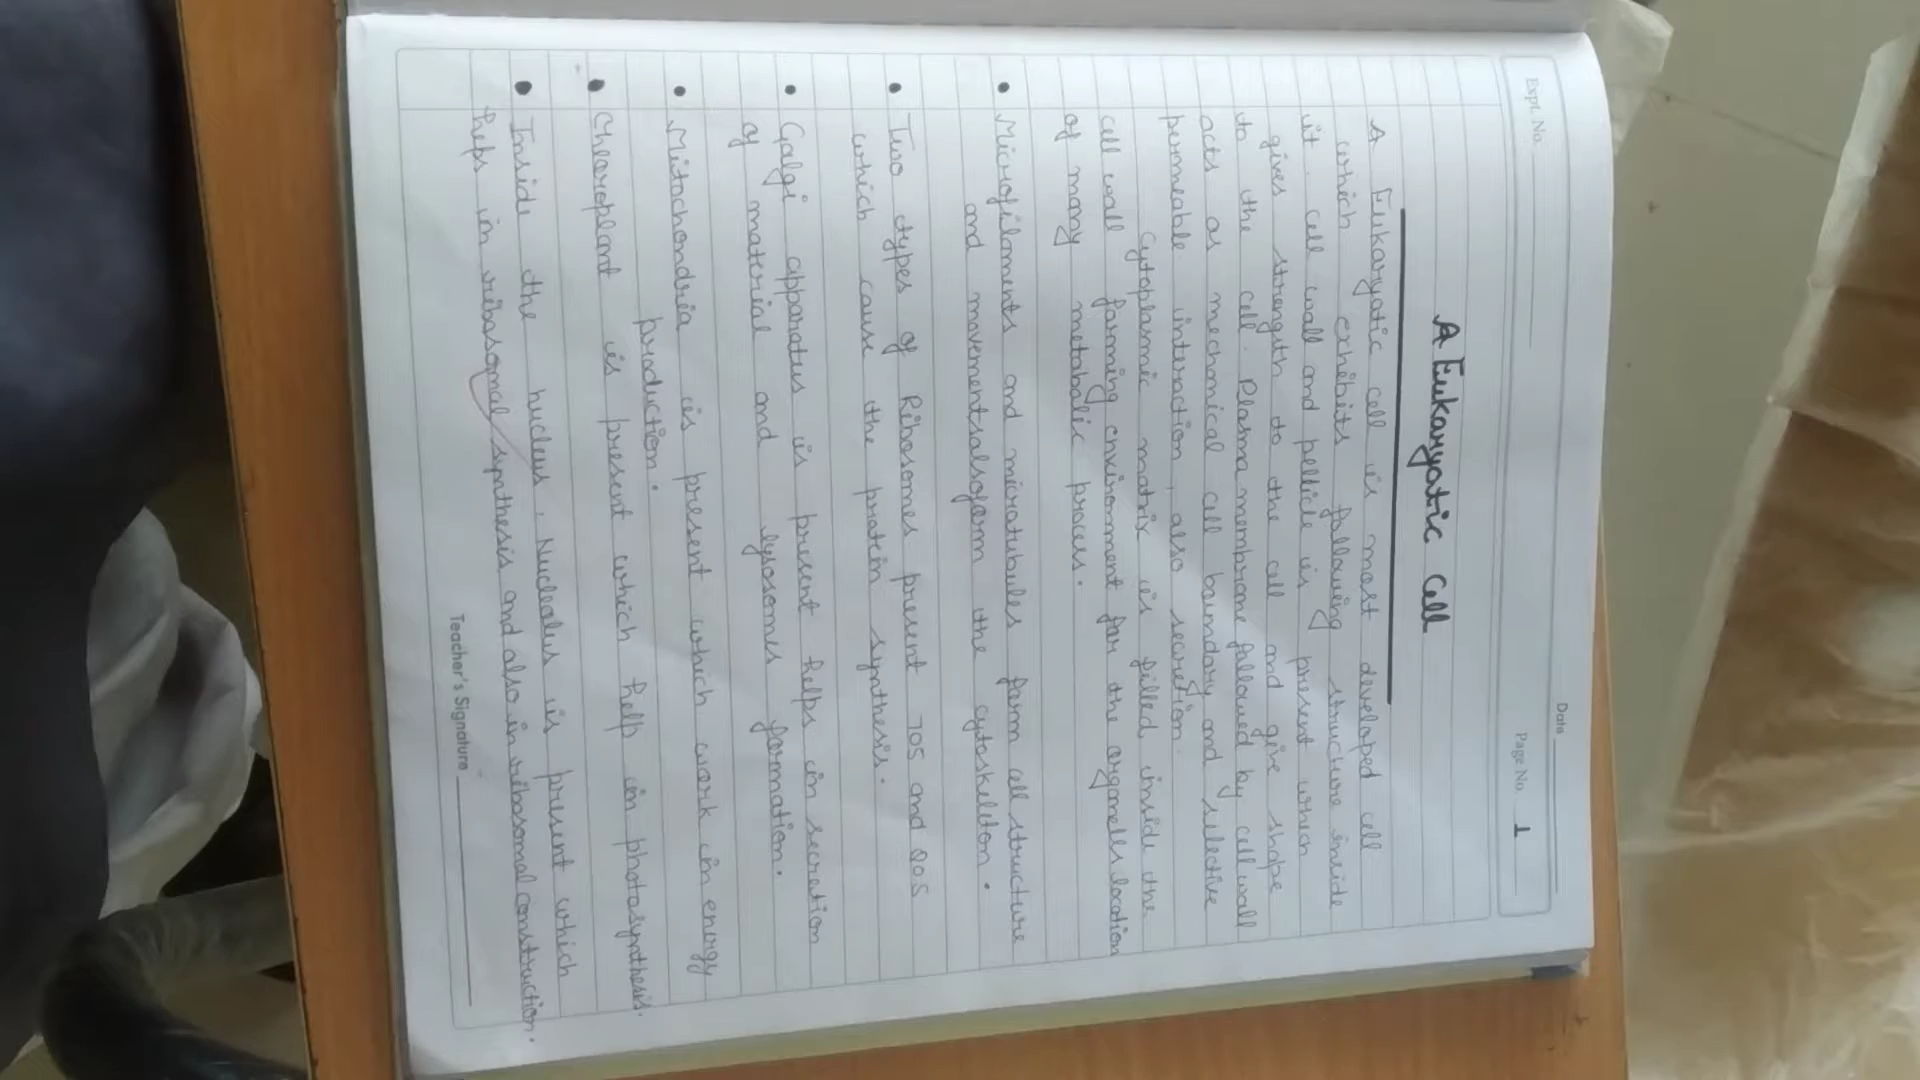 Date
Expt. No.
Page No. 1
A Eukaryotic Cell
A Eukaryotic cell is most developed cell
which exhibits following structure inside
it. cell wall and pellicle is present which
gives strength to the cell and give shape
to the cell. Plasma membrane followed by cell wall
acts as mechanical cell boundary and selective
permeable interaction, also secretion.
Cytoplasmic matrix is filled inside the
cell wall forming environment for the organells location
of many metabolic process.
• Microfilaments and microtubules form cell structure
and movementsalsoform the cytoskeleton.
• Two types of Ribosomes present 70S and 80S
which cause the protein synthesis.
• Golgi apparatus is present helps in secretion
of material and lysosomes formation.
• Mitochondria is present which work in energy
production.
• Chloroplant is present which help in photosynthesis.
• Inside the nucleus, Nucleolus is present which
helps in ribosomal synthesis and also in ribosomal construction.
Teacher's Signature